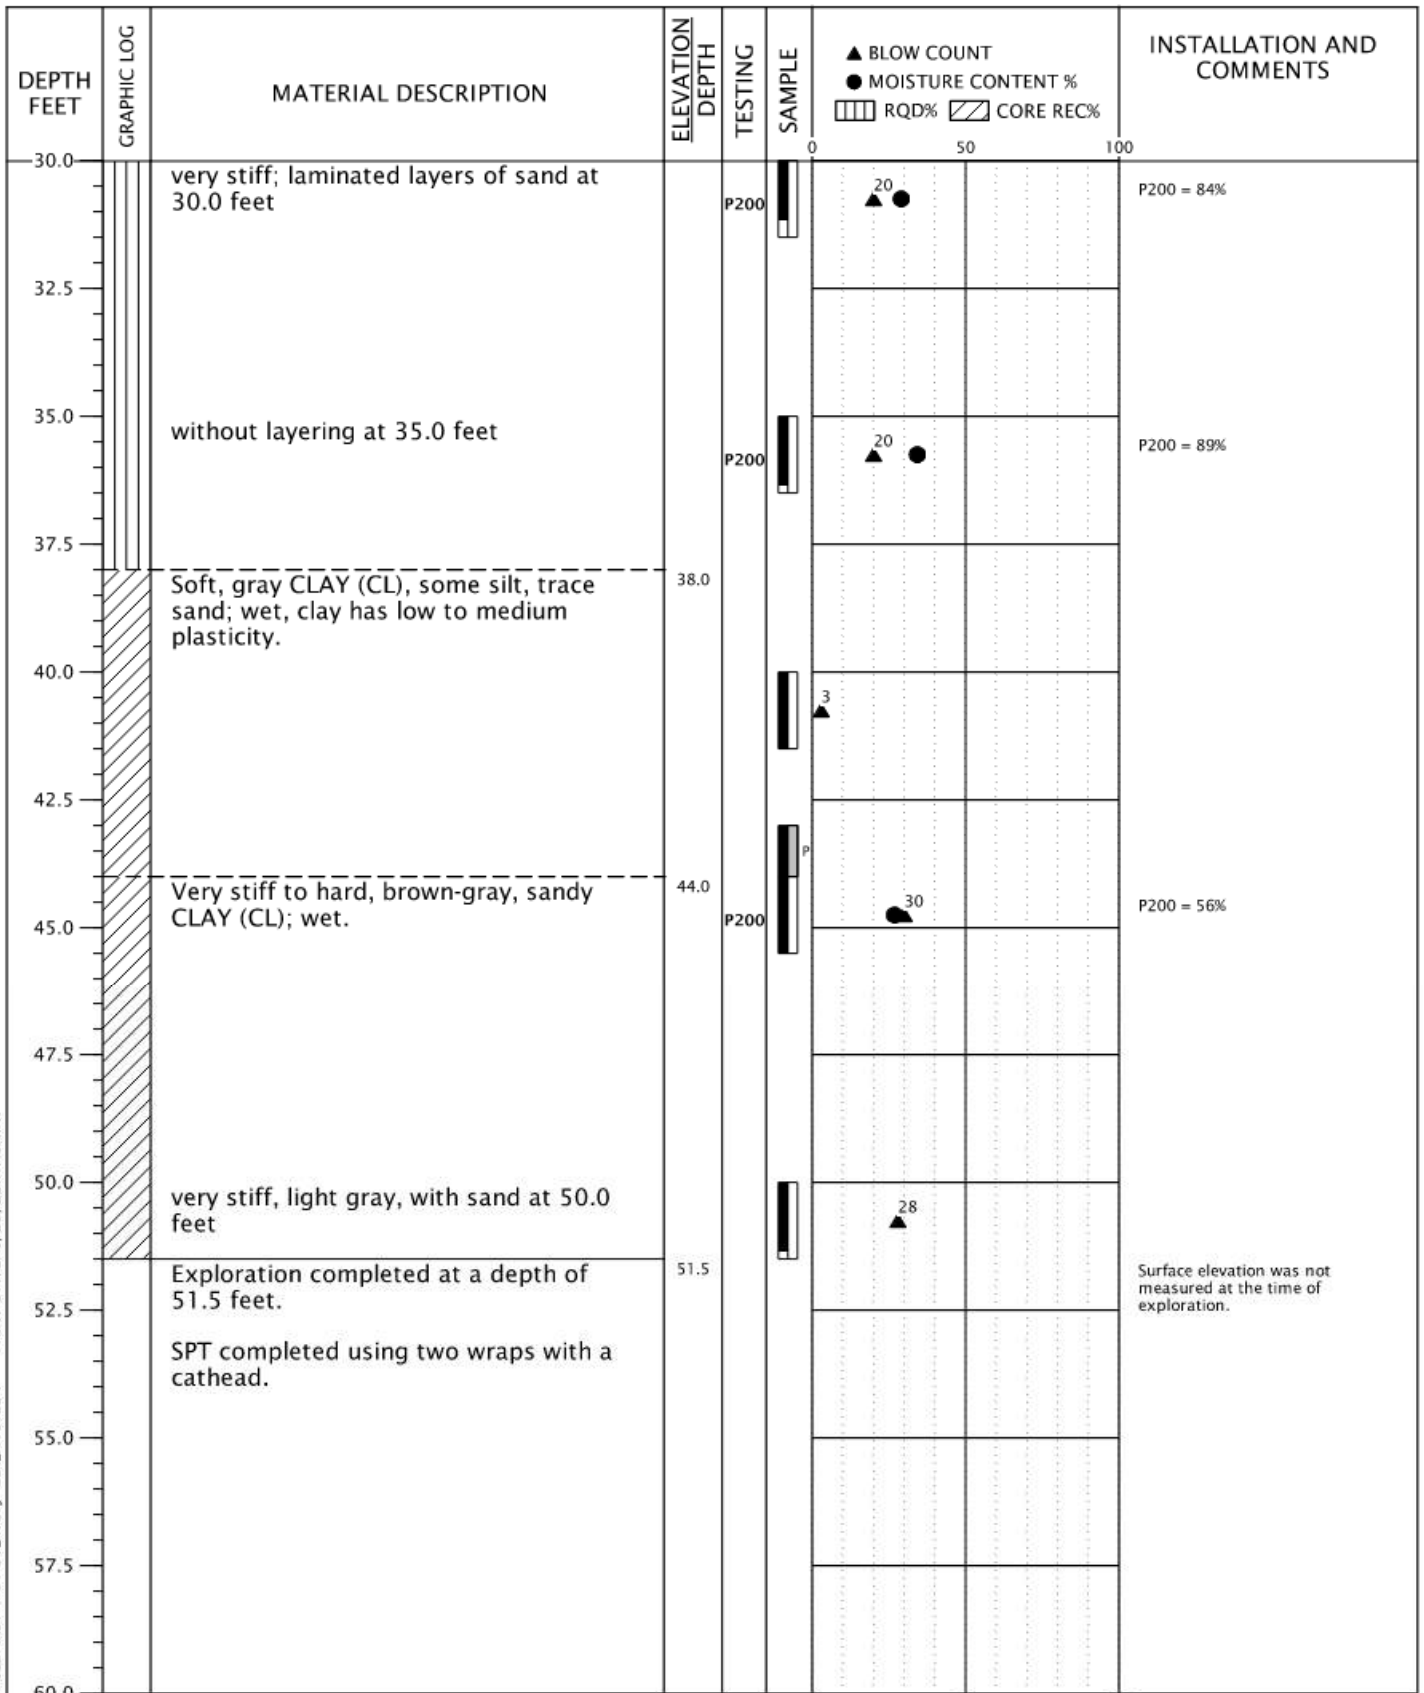 DEPTH
FEET
GRAPHIC LOG
MATERIAL DESCRIPTION
ELEVATION
DEPTH
TESTING
SAMPLE
▲ BLOW COUNT
● MOISTURE CONTENT %
RQD% CORE REC%
0 50 100
INSTALLATION AND
COMMENTS
30.0
very stiff; laminated layers of sand at
30.0 feet
P200
20
P200 = 84%
32.5
35.0
without layering at 35.0 feet
P200
20
P200 = 89%
37.5
Soft, gray CLAY (CL), some silt, trace
sand; wet, clay has low to medium
plasticity.
38.0
40.0
3
42.5
P
Very stiff to hard, brown-gray, sandy
CLAY (CL); wet.
44.0
45.0
P200
30
P200 = 56%
47.5
50.0
very stiff, light gray, with sand at 50.0
feet
28
Exploration completed at a depth of
51.5 feet.
51.5
Surface elevation was not
measured at the time of
exploration.
52.5
SPT completed using two wraps with a
cathead.
55.0
57.5
60.0